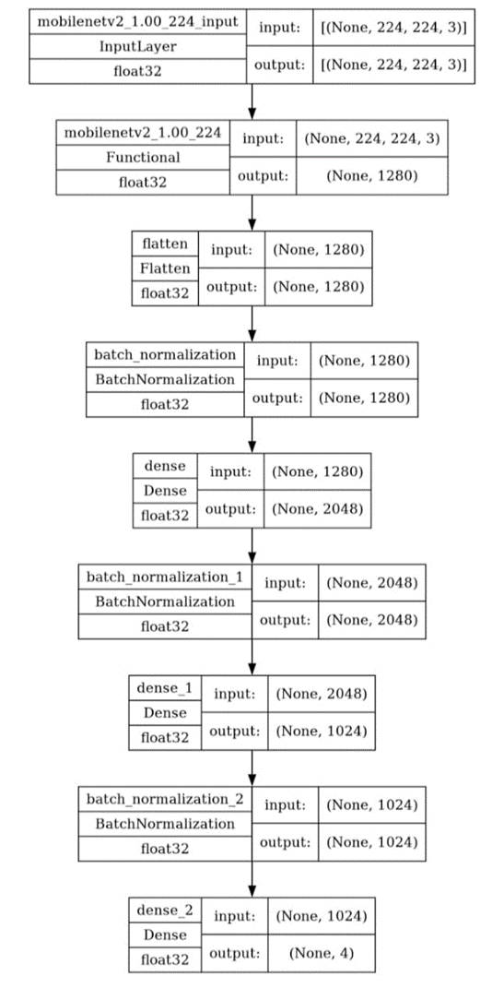 mobilenetv2_1.00_224_input
InputLayer
float32
input:
[(None, 224, 224, 3)]
output:
[(None, 224, 224, 3)]
mobilenetv2_1.00_224
Functional
float32
input:
(None, 224, 224, 3)
output:
(None, 1280)
flatten
Flatten
float32
input:
(None, 1280)
output:
(None, 1280)
batch_normalization
BatchNormalization
float32
input:
(None, 1280)
output:
(None, 1280)
dense
Dense
float32
input:
(None, 1280)
output:
(None, 2048)
batch_normalization_1
BatchNormalization
float32
input:
(None, 2048)
output:
(None, 2048)
dense_1
Dense
float32
input:
(None, 2048)
output:
(None, 1024)
batch_normalization_2
BatchNormalization
float32
input:
(None, 1024)
output:
(None, 1024)
dense_2
Dense
float32
input:
(None, 1024)
output:
(None, 4)